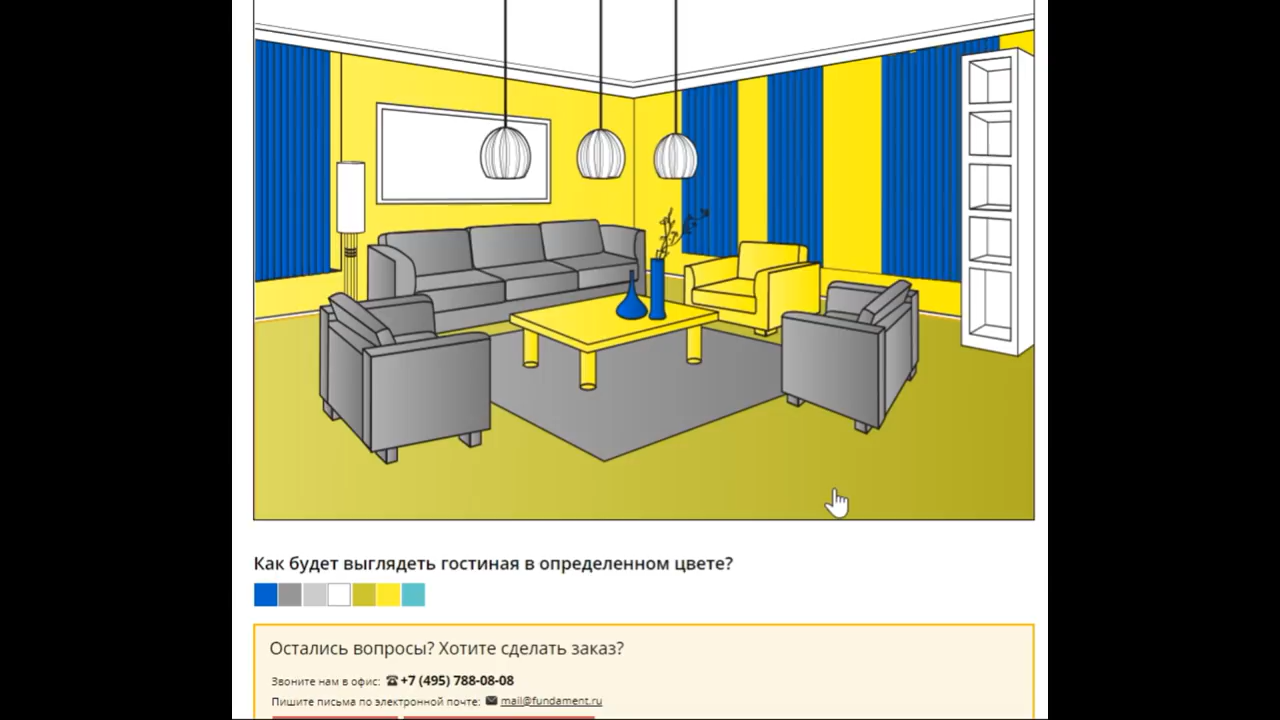 Как будет выглядеть гостиная в определенном цвете?
Остались вопросы? Хотите сделать заказ?
Звоните нам в офис: ☎+7 (495) 788-08-08
Пишите письма по электронной почте: mail@fundament.ru